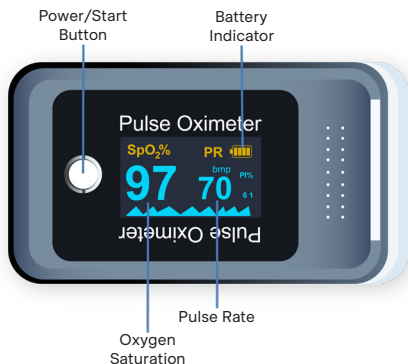 Power/Start
Button
Battery
Indicator
Pulse Oximeter
SpO₂%
PR
97
bmp
70
PI%
6 1
Pulse Oximeter
Pulse Rate
Oxygen
Saturation